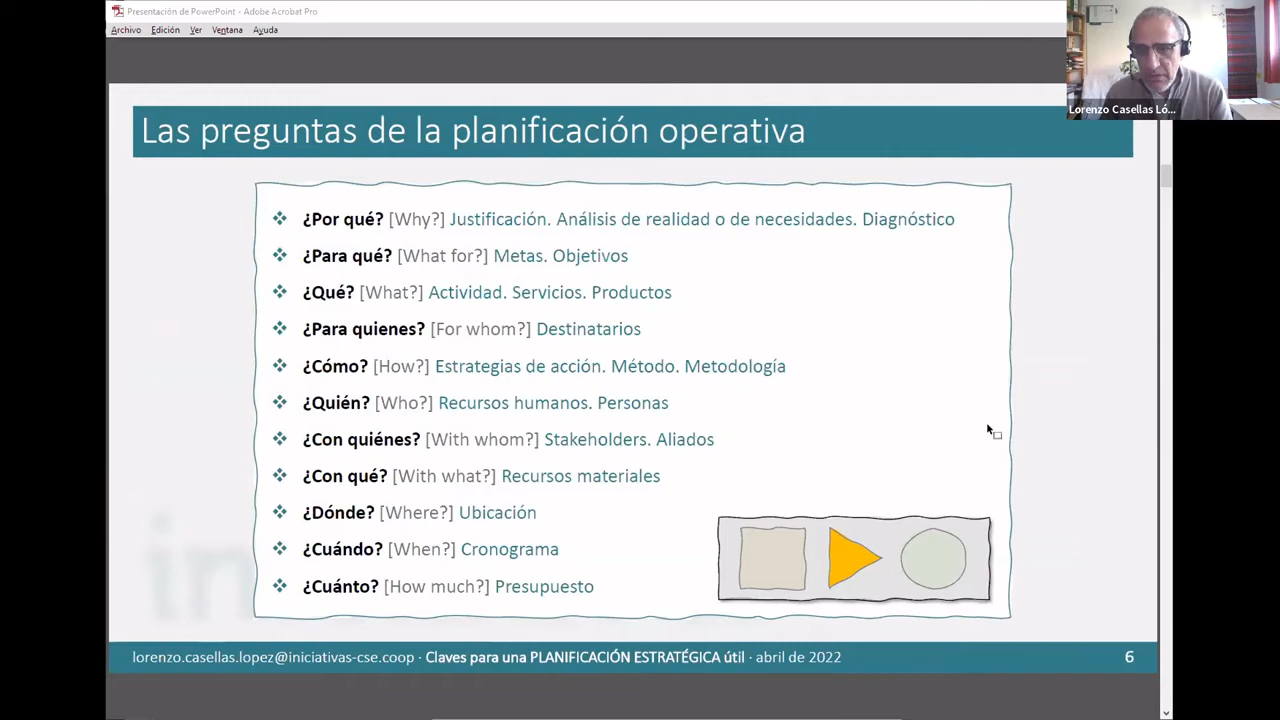 Presentación de PowerPoint - Adobe Acrobat Pro
Archivo Edición Ver Ventana Ayuda
Lorenzo Casellas Ló...
Las preguntas de la planificación operativa
¿Por qué? [Why?] Justificación. Análisis de realidad o de necesidades. Diagnóstico
¿Para qué? [What for?] Metas. Objetivos
¿Qué? [What?] Actividad. Servicios. Productos
¿Para quienes? [For whom?] Destinatarios
¿Cómo? [How?] Estrategias de acción. Método. Metodología
¿Quién? [Who?] Recursos humanos. Personas
¿Con quiénes? [With whom?] Stakeholders. Aliados
¿Con qué? [With what?] Recursos materiales
¿Dónde? [Where?] Ubicación
¿Cuándo? [When?] Cronograma
¿Cuánto? [How much?] Presupuesto
lorenzo.casellas.lopez@iniciativas-cse.coop · Claves para una PLANIFICACIÓN ESTRATÉGICA útil · abril de 2022 6